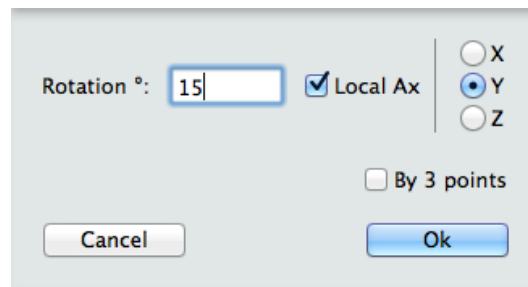 X
Rotation °: 15 Local Ax Y
Z
By 3 points
Cancel Ok